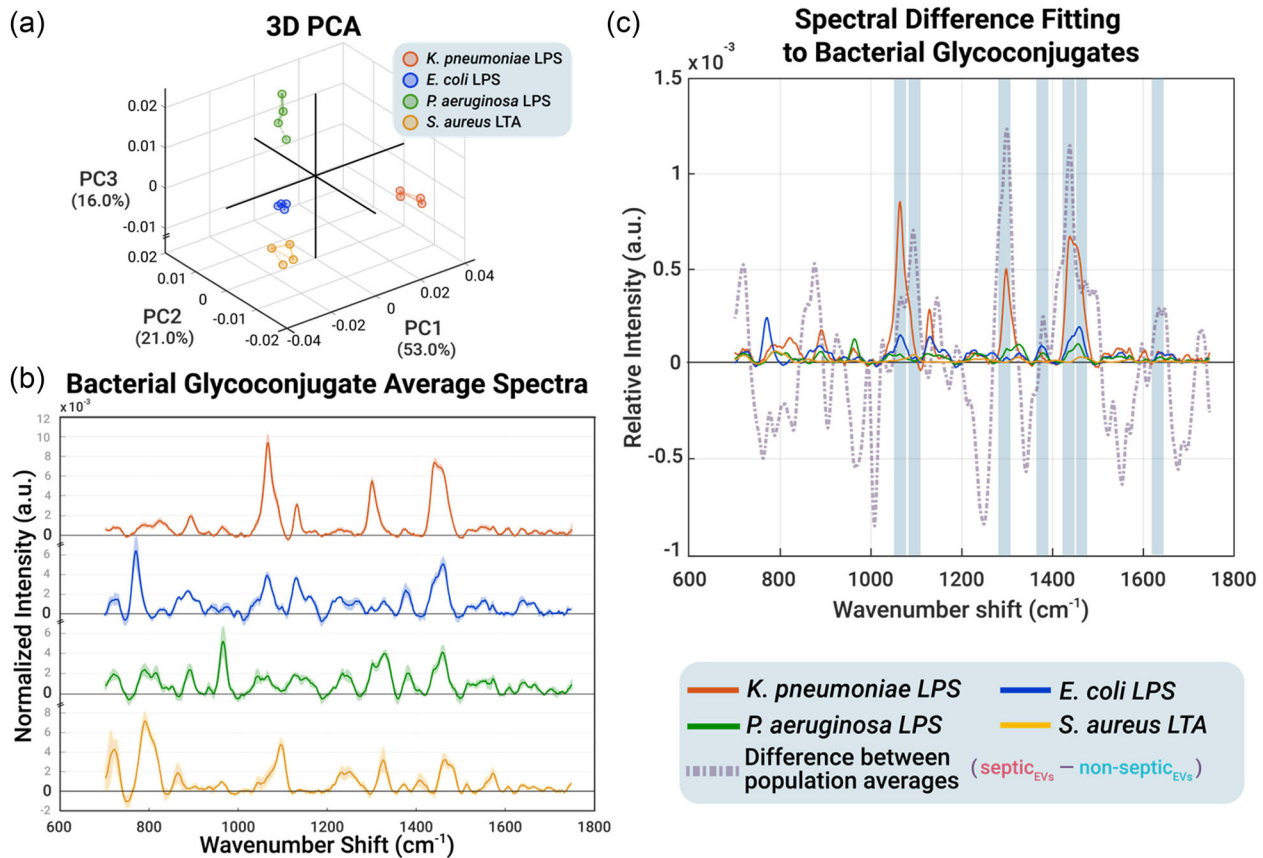 (a)
3D PCA
K. pneumoniae LPS
E. coli LPS
P. aeruginosa LPS
S. aureus LTA
0.02
0.01
0
-0.01
PC3
(16.0%)
0.02
0.01
0
-0.01
-0.02
PC2
(21.0%)
-0.04
-0.02
0
0.02
0.04
PC1
(53.0%)
(b)
Bacterial Glycoconjugate Average Spectra
x10⁻³
12
10
8
6
4
2
0
6
4
2
0
6
4
2
0
8
6
4
2
0
Normalized Intensity (a.u.)
600 800 1000 1200 1400 1600 1800
Wavenumber Shift (cm⁻¹)
(c)
Spectral Difference Fitting
to Bacterial Glycoconjugates
x 10⁻³
1.5
1
0.5
0
-0.5
-1
Relative Intensity (a.u.)
600 800 1000 1200 1400 1600 1800
Wavenumber shift (cm⁻¹)
K. pneumoniae LPS
E. coli LPS
P. aeruginosa LPS
S. aureus LTA
Difference between
population averages
(septic EVs – non-septic EVs)